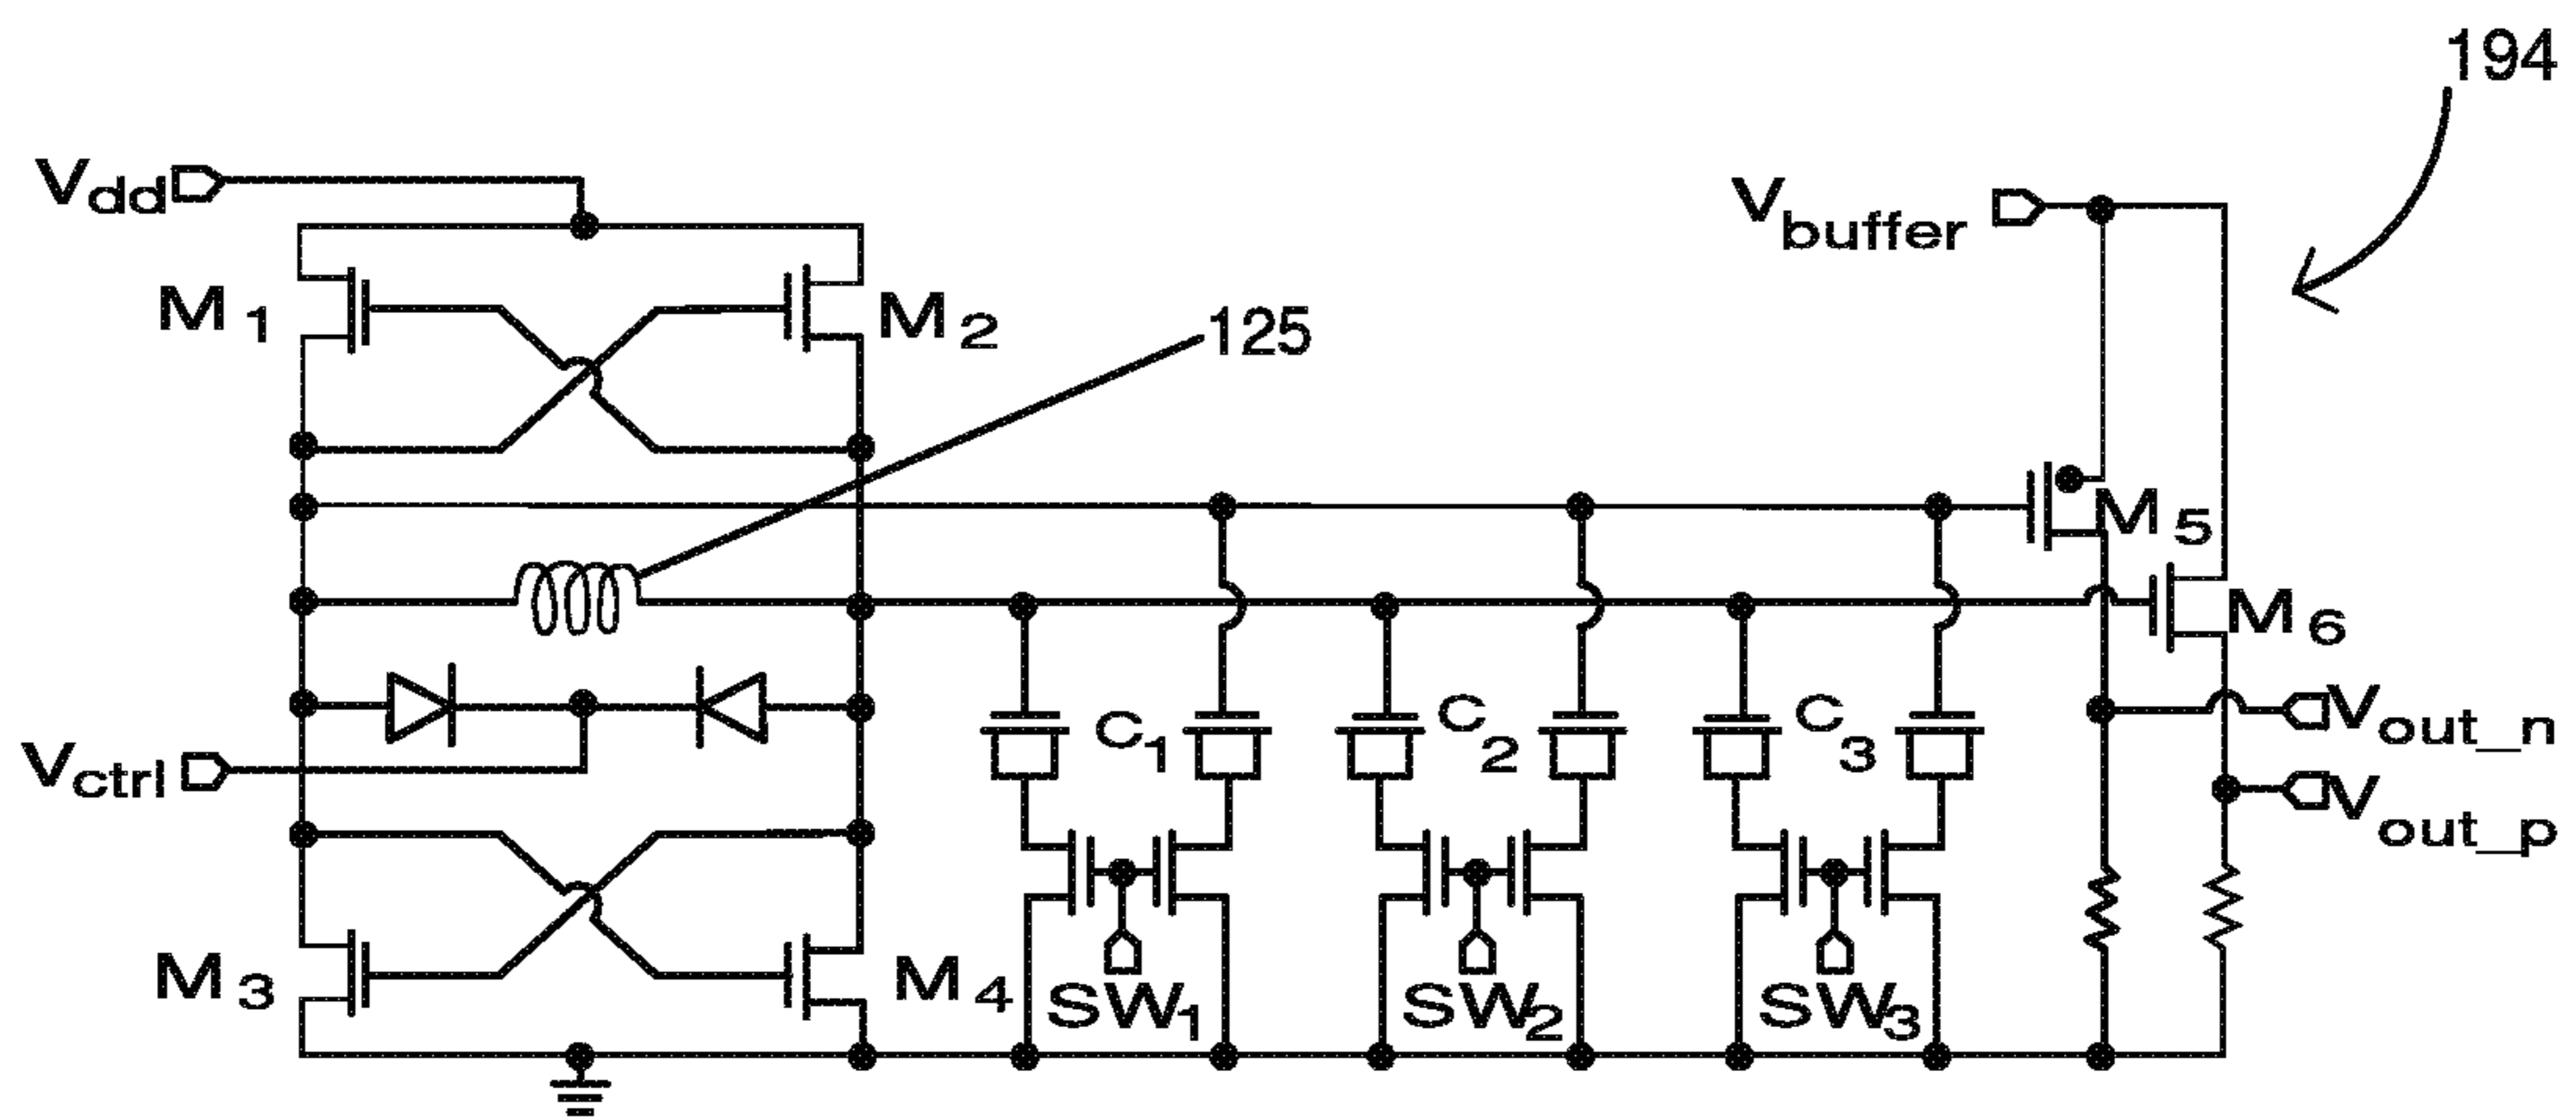 194
Vdd
Vbuffer
M1
M2
125
M5
M6
C1
C2
C3
Vout_n
Vctrl
Vout_p
M3
M4
SW1
SW2
SW3